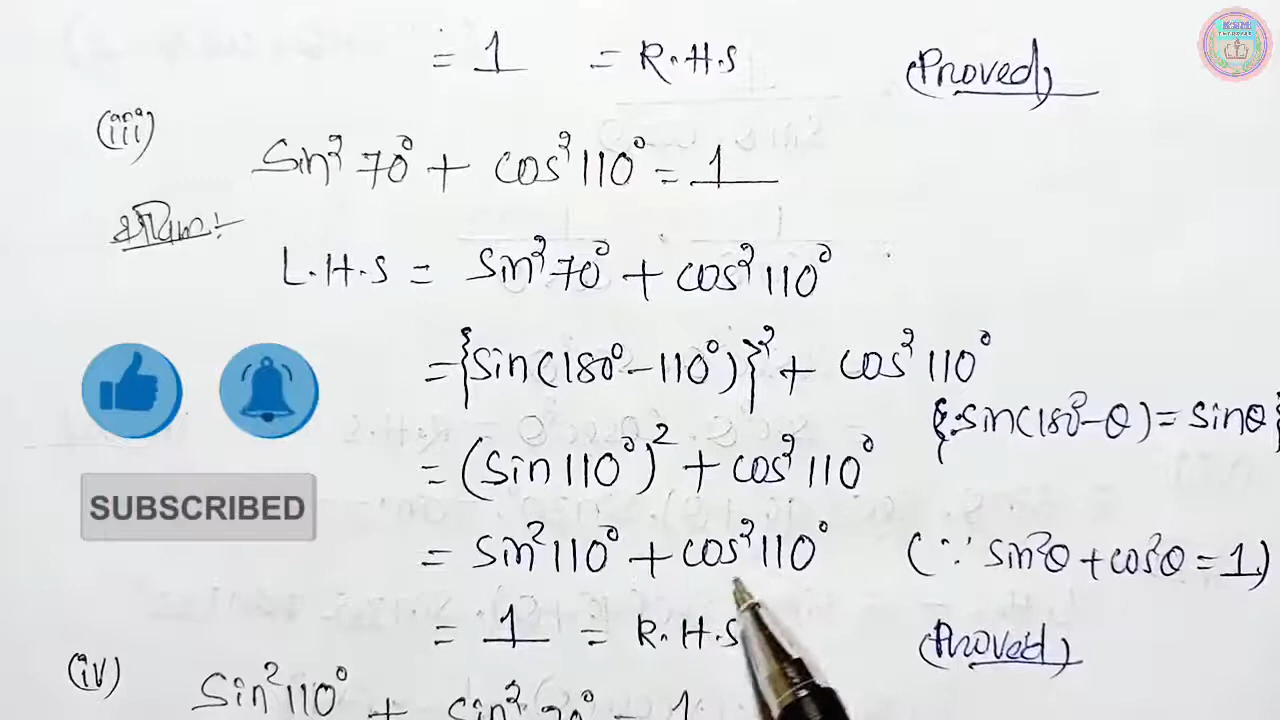 = 1 = R.H.S (Proved)
(iii)
Sin²70° + cos²110° = 1
L.H.S = sin²70° + cos²110°
= {sin(180°-110°)}² + cos²110°
{∵sin(180°-θ) = sinθ}
= (sin110°)² + cos²110°
SUBSCRIBED
= sin²110° + cos²110° (∵ sin²θ + cos²θ = 1)
= 1 = R.H.S (Proved)
(iv)
Sin²110° +